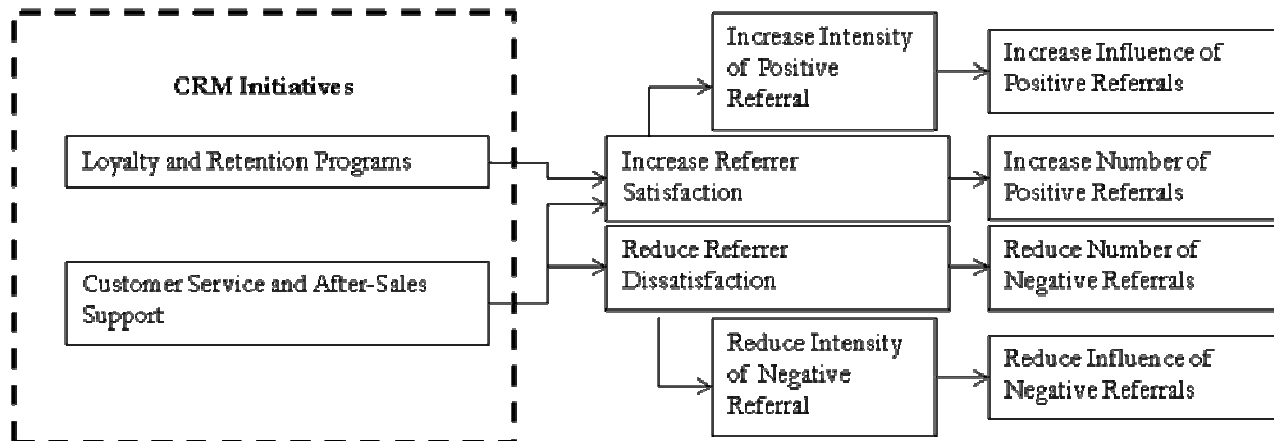 CRM Initiatives
Loyalty and Retention Programs
Customer Service and After-Sales
Support
Increase Intensity
of Positive
Referral
Increase Influence of
Positive Referrals
Increase Referrer
Satisfaction
Increase Number of
Positive Referrals
Reduce Referrer
Dissatisfaction
Reduce Number of
Negative Referrals
Reduce Intensity
of Negative
Referral
Reduce Influence of
Negative Referrals